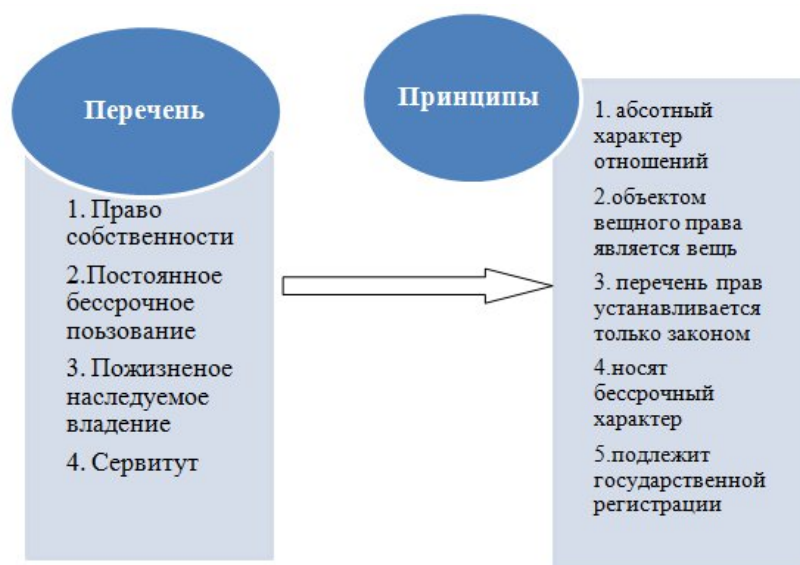 Перечень
1. Право
собственности
2.Постоянное
бессрочное
поьзование
3. Пожизненое
наследуемое
владение
4. Сервитут
Принципы
1. абсотный
характер
отношений
2.объектом
вещного права
является вещь
3. перечень прав
устанавливается
только законом
4.носят
бессрочный
характер
5.подлежит
государственной
регистрации